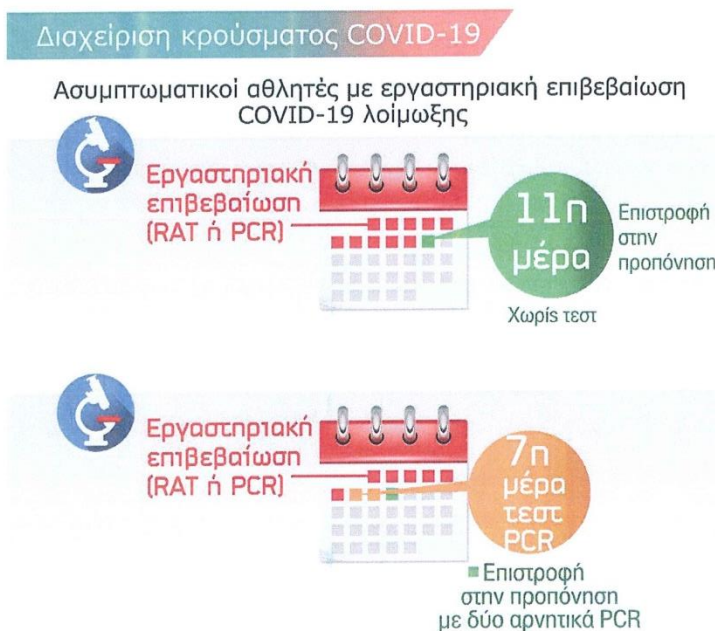 Διαχείριση κρούσματος COVID-19
Ασυμπτωματικοί αθλητές με εργαστηριακή επιβεβαίωση
COVID-19 λοίμωξης
Εργαστηριακή
επιβεβαίωση
(RAT ή PCR)
11η
μέρα
Επιστροφή
στην
προπόνηση
Χωρίς τεστ
Εργαστηριακή
επιβεβαίωση
(RAT ή PCR)
7η
μέρα
τεστ
PCR
Επιστροφή
στην προπόνηση
με δύο αρνητικά PCR